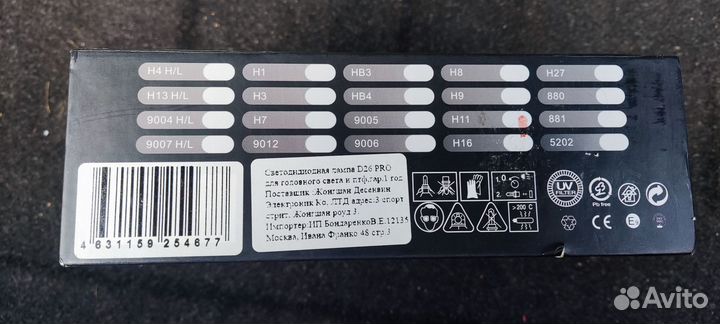 H4 H/L H1 HB3 H8 H27
H13 H/L H3 HB4 H9 880
9004 H/L H7 9005 H11 881
9007 H/L 9012 9006 H16 5202
Светодиодная лампа D26 PRO
для головного света и птф.гар.1 год
Поставщик :Жонгшан Десенвин
Электроник Ко. ЛТД адрес:3 спорт
стрит. Жонгшан роуд 3.
Импортер:ИП БондаренкоВ.Е.12135
Москва, Ивана Франко 48 стр.3
4 631159 254677
1.
2.
>200 C
UV
FILTER
Pb free
CE
Avito